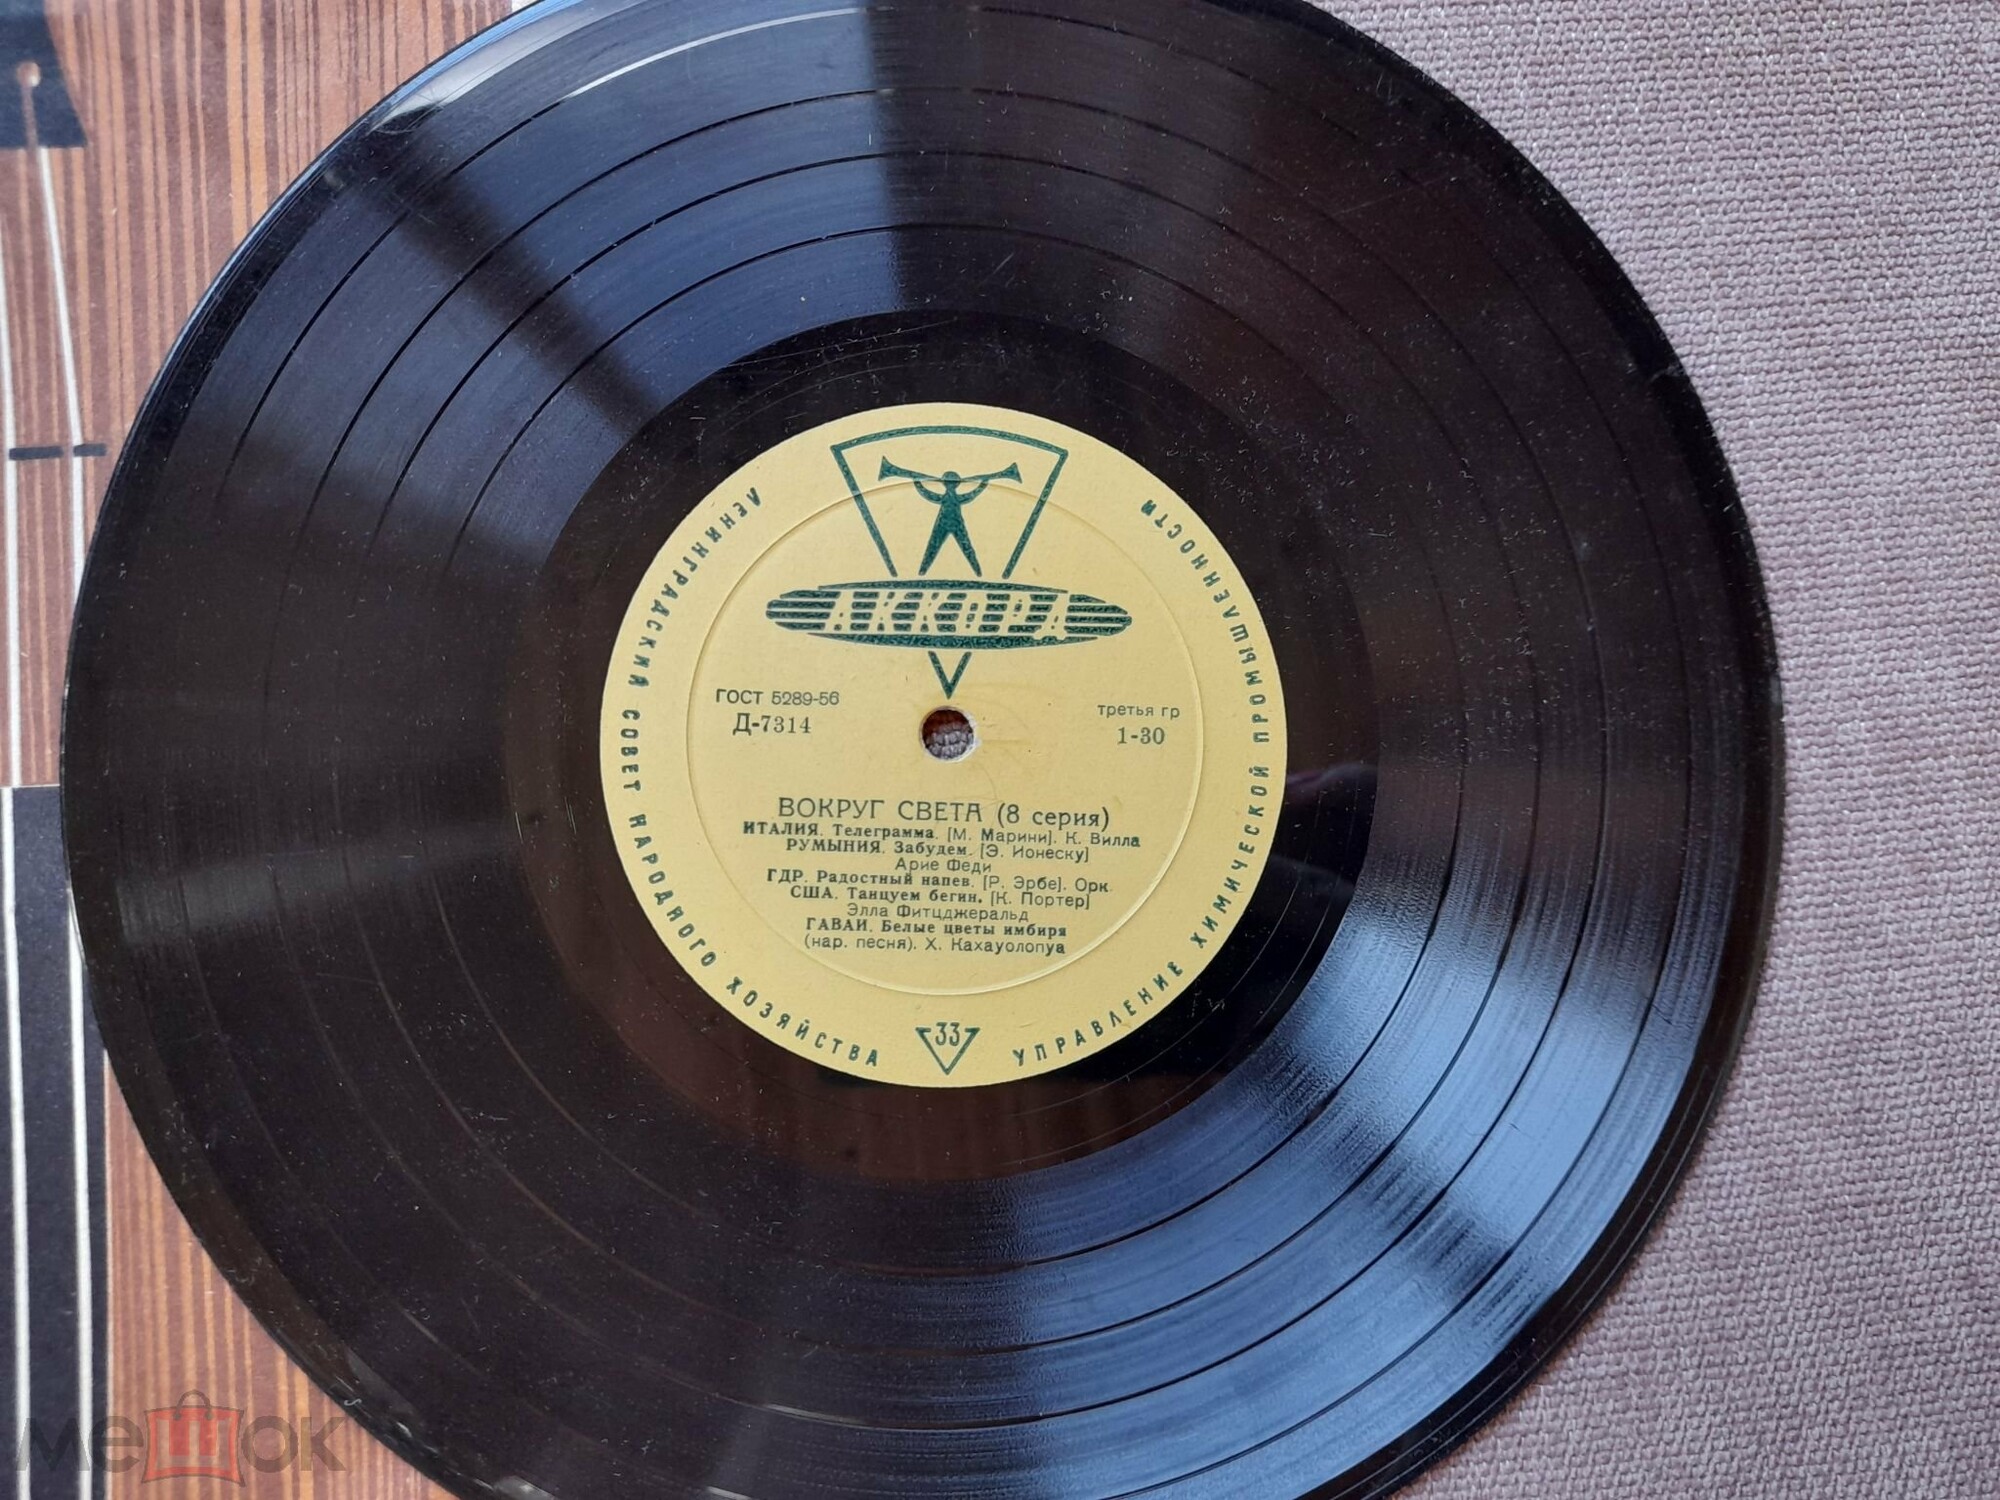 АККОРД
ЛЕНИНГРАДСКИЙ СОВЕТ НАРОДНОГО ХОЗЯЙСТВА
УПРАВЛЕНИЕ ХИМИЧЕСКОЙ ПРОМЫШЛЕННОСТИ
ГОСТ 5289-56
Д-7314
третья гр
1-30
ВОКРУГ СВЕТА (8 серия)
ИТАЛИЯ. Телеграмма. [М. Марини]. К. Вилла
РУМЫНИЯ. Забудем. [Э. Ионеску]
Арие Феди
ГДР. Радостный напев. [Р. Эрбе]. Орк.
США. Танцуем бегин. [К. Портер]
Элла Фитцджеральд
ГАВАИ. Белые цветы имбиря
(нар. песня). Х. Кахауолопуа
33
мешок